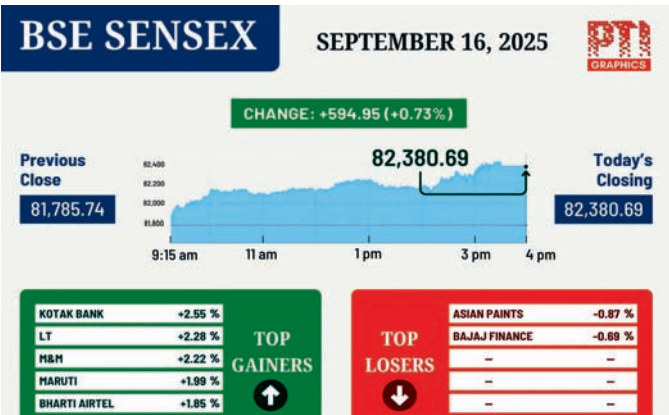 BSE SENSEX
SEPTEMBER 16, 2025
PTI
GRAPHICS
CHANGE: +594.95 (+0.73%)
Previous
Close
81,785.74
82,380.69
Today's
Closing
82,380.69
82,400
82,200
82,000
81,800
9:15 am 11 am 1 pm 3 pm 4 pm
KOTAK BANK +2.55 %
LT +2.28 %
M&M +2.22 %
MARUTI +1.99 %
BHARTI AIRTEL +1.85 %
TOP
GAINERS
TOP
LOSERS
ASIAN PAINTS -0.87 %
BAJAJ FINANCE -0.69 %
– –
– –
– –